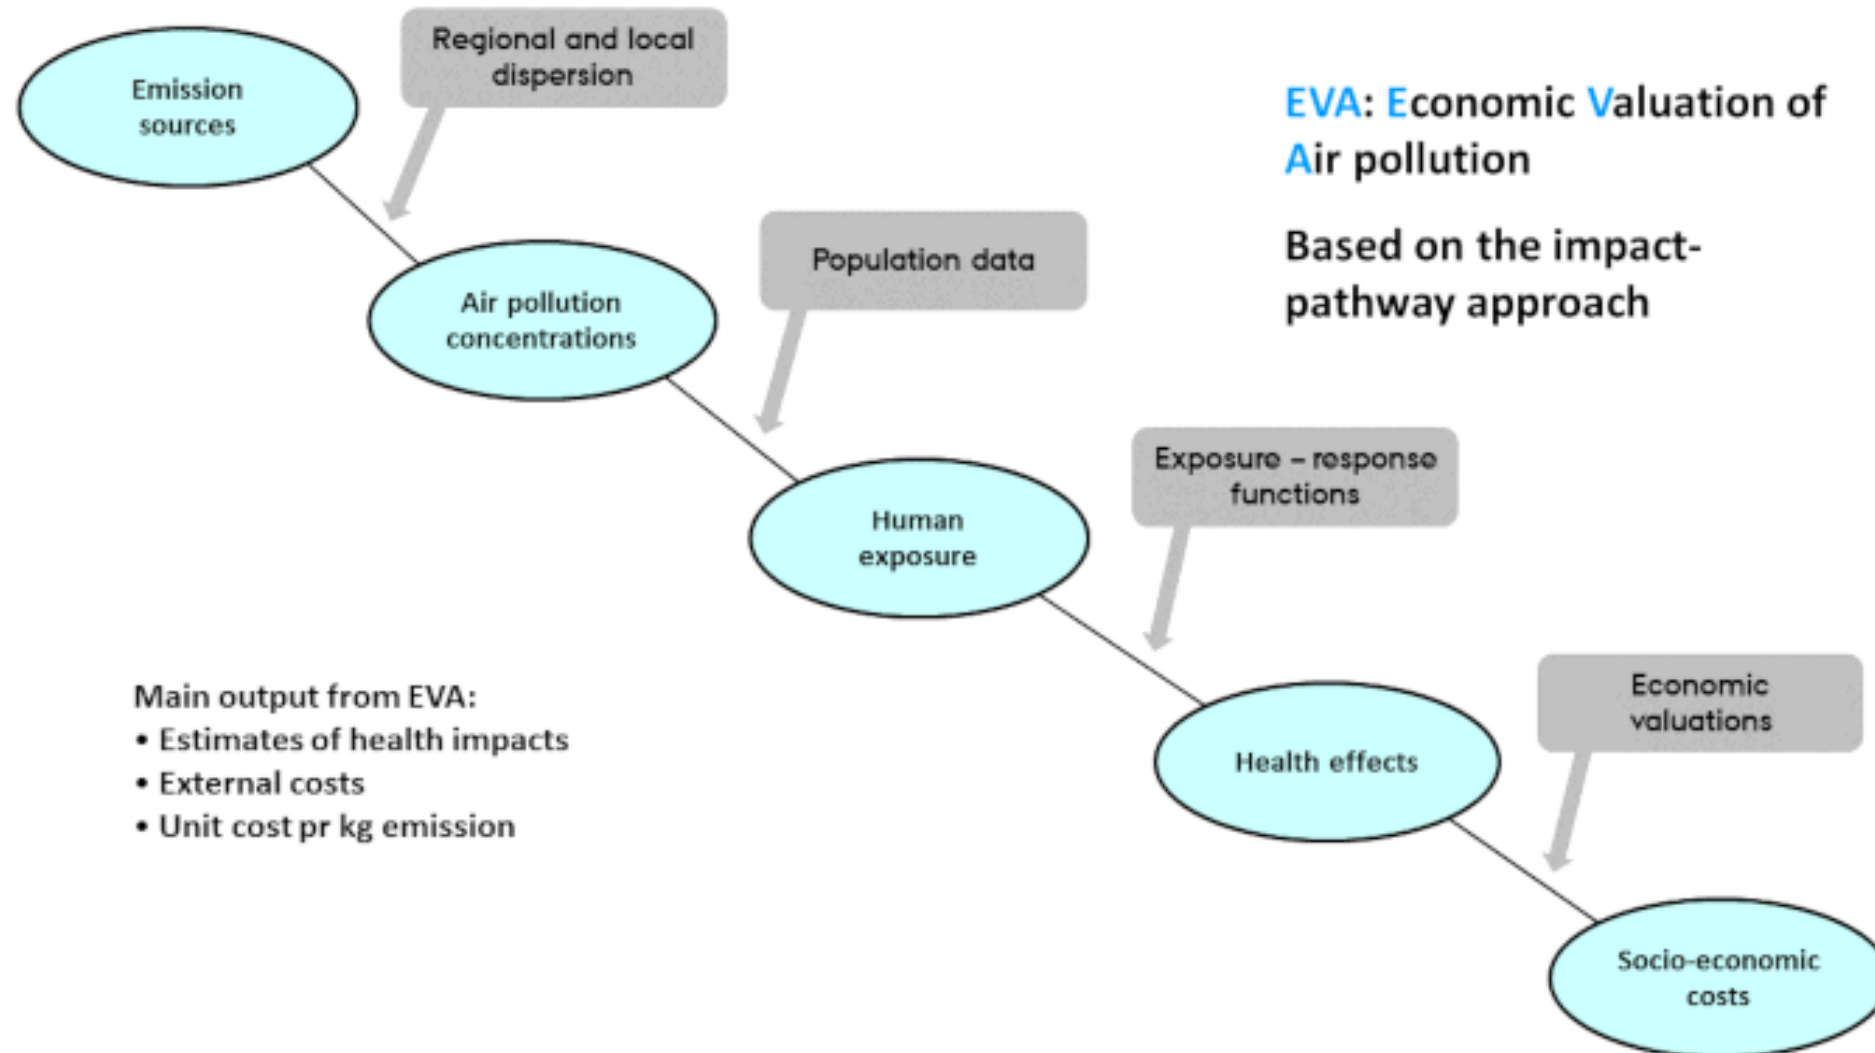 Emission
sources
Regional and local
dispersion
EVA: Economic Valuation of
Air pollution
Based on the impact-
pathway approach
Air pollution
concentrations
Population data
Human
exposure
Exposure – response
functions
Health effects
Economic
valuations
Socio-economic
costs
Main output from EVA:
• Estimates of health impacts
• External costs
• Unit cost pr kg emission